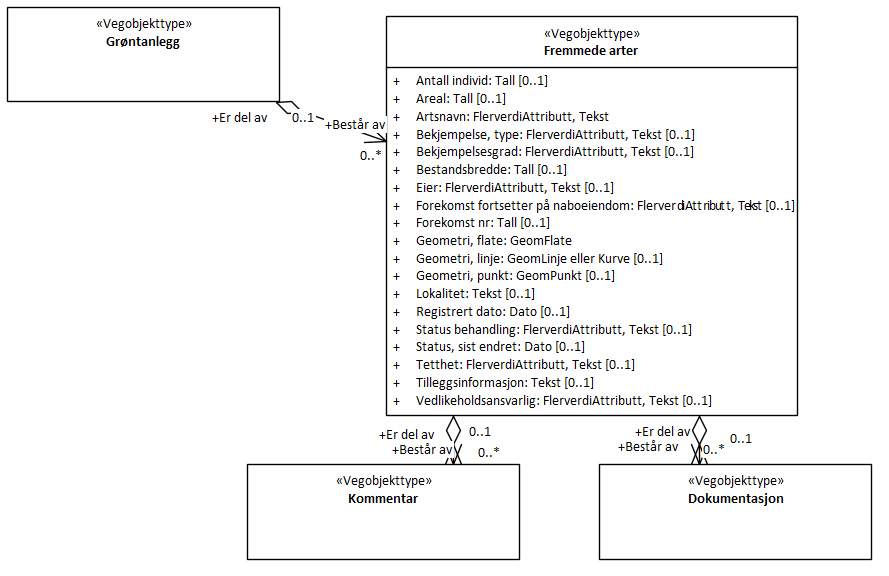 «Vegobjekttype»
Grøntanlegg
«Vegobjekttype»
Fremmede arter
+ Antall individ: Tall [0..1]
+ Areal: Tall [0..1]
+ Artsnavn: FlerverdiAttributt, Tekst
+ Bekjempelse, type: FlerverdiAttributt, Tekst [0..1]
+ Bekjempelsesgrad: FlerverdiAttributt, Tekst [0..1]
+ Bestandsbredde: Tall [0..1]
+ Eier: FlerverdiAttributt, Tekst [0..1]
+ Forekomst fortsetter på naboeiendom: FlerverdiAttributt, Tekst [0..1]
+ Forekomst nr: Tall [0..1]
+ Geometri, flate: GeomFlate
+ Geometri, linje: GeomLinje eller Kurve [0..1]
+ Geometri, punkt: GeomPunkt [0..1]
+ Lokalitet: Tekst [0..1]
+ Registrert dato: Dato [0..1]
+ Status behandling: FlerverdiAttributt, Tekst [0..1]
+ Status, sist endret: Dato [0..1]
+ Tetthet: FlerverdiAttributt, Tekst [0..1]
+ Tilleggsinformasjon: Tekst [0..1]
+ Vedlikeholdsansvarlig: FlerverdiAttributt, Tekst [0..1]
+Er del av 0..1
+Består av
0..*
+Er del av 0..1
+Består av 0..*
+Er del av 0..1
+Består av 0..*
«Vegobjekttype»
Kommentar
«Vegobjekttype»
Dokumentasjon